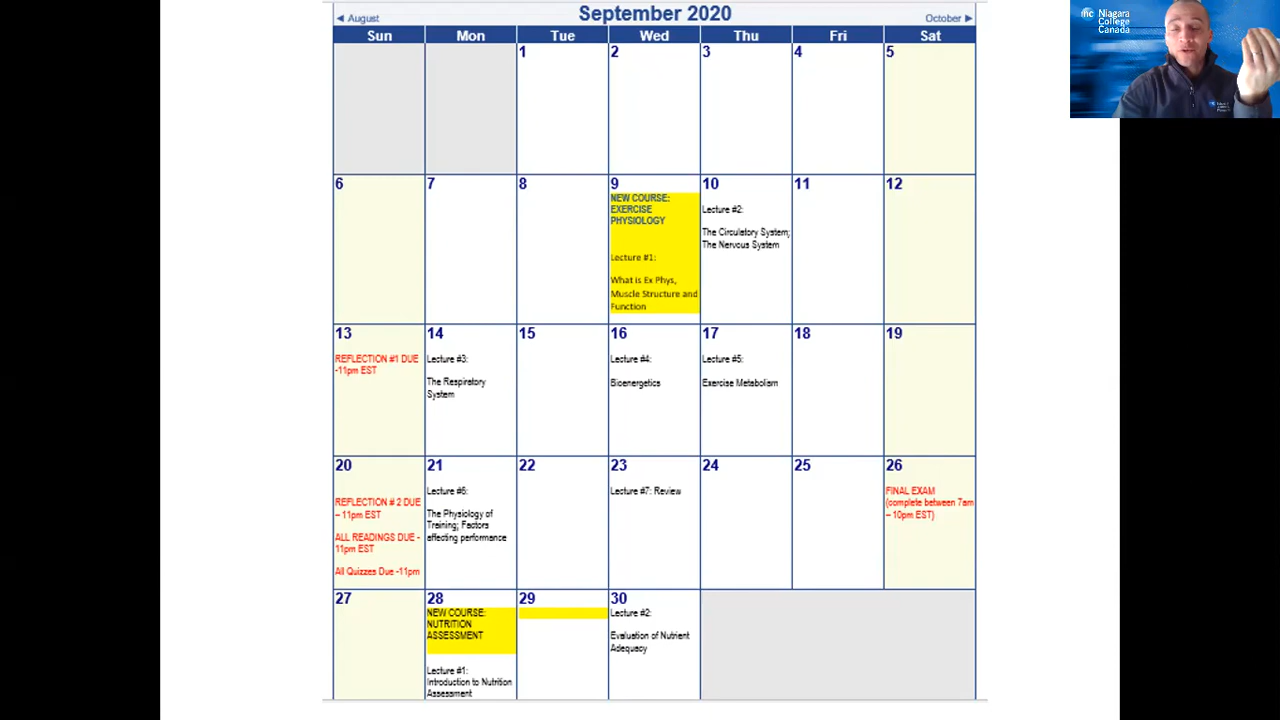 September 2020
◄ August
October ►
Sun Mon Tue Wed Thu Fri Sat
1 2 3 4 5
6 7 8 9 10 11 12
NEW COURSE:
EXERCISE
PHYSIOLOGY
Lecture #1:
What is Ex Phys,
Muscle Structure and
Function
Lecture #2:
The Circulatory System;
The Nervous System
13 14 15 16 17 18 19
REFLECTION #1 DUE
-11pm EST
Lecture #3:
The Respiratory
System
Lecture #4:
Bioenergetics
Lecture #5:
Exercise Metabolism
20 21 22 23 24 25 26
REFLECTION # 2 DUE
– 11pm EST
ALL READINGS DUE -
11pm EST
All Quizzes Due -11pm
Lecture #6:
The Physiology of
Training; Factors
affecting performance
Lecture #7: Review
FINAL EXAM
(complete between 7am
– 10pm EST)
27 28 29 30
NEW COURSE:
NUTRITION
ASSESSMENT
Lecture #1:
Introduction to Nutrition
Assessment
Lecture #2:
Evaluation of Nutrient
Adequacy
nc Niagara
College
Canada